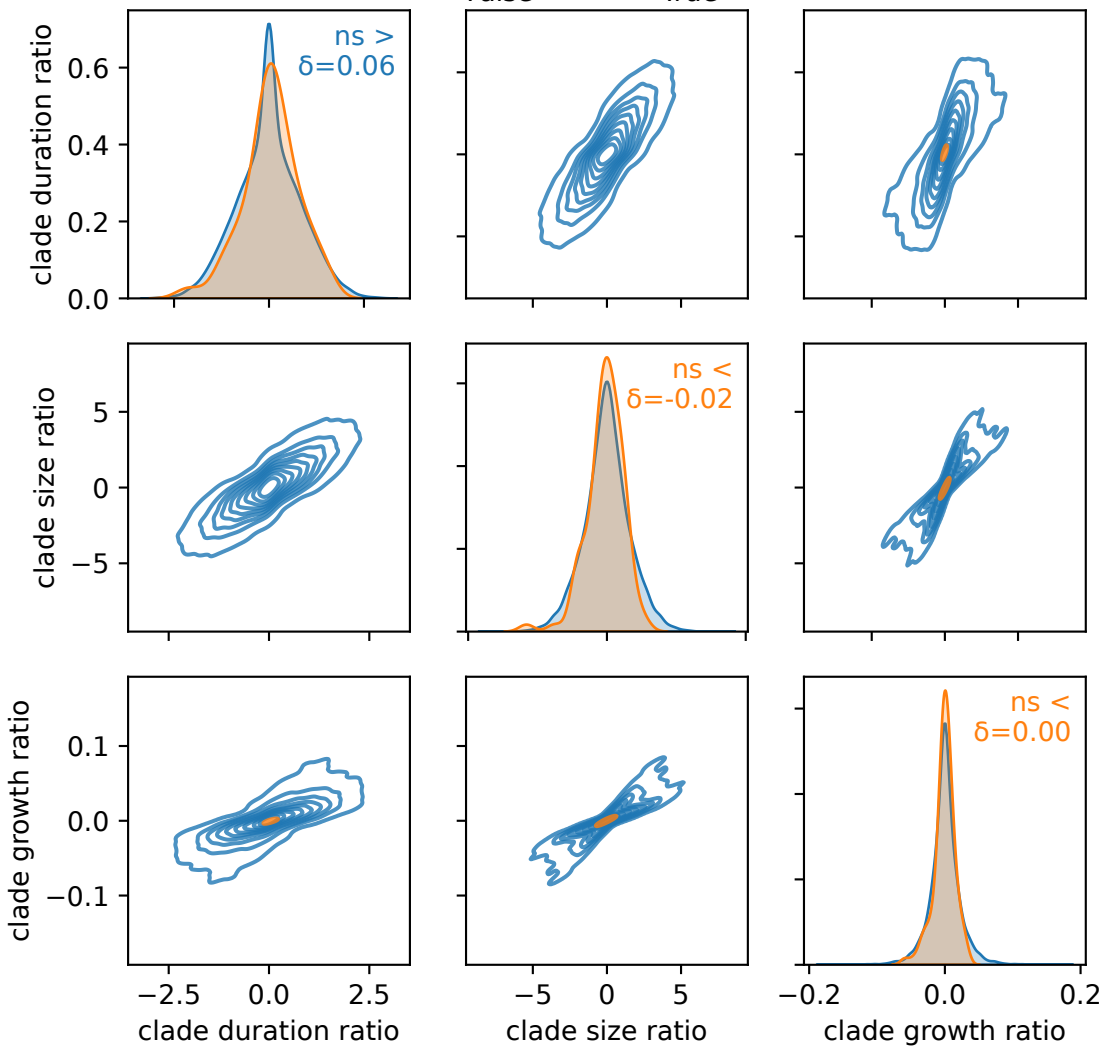 clade duration ratio
0.6
0.4
0.2
0.0
ns >
δ=0.06
clade size ratio
5
0
−5
ns <
δ=-0.02
clade growth ratio
0.1
0.0
−0.1
ns <
δ=0.00
−2.5 0.0 2.5
−5 0 5
−0.2 0.0 0.2
clade duration ratio
clade size ratio
clade growth ratio